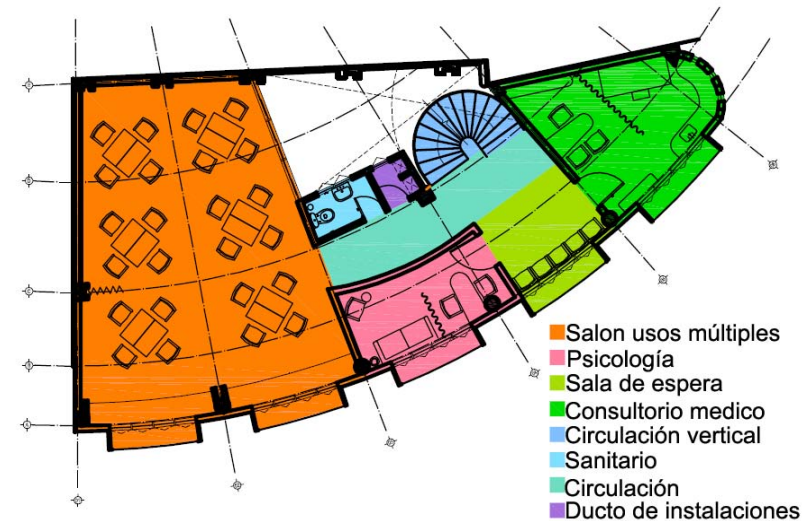 Salon usos múltiples
Psicología
Sala de espera
Consultorio medico
Circulación vertical
Sanitario
Circulación
Ducto de instalaciones